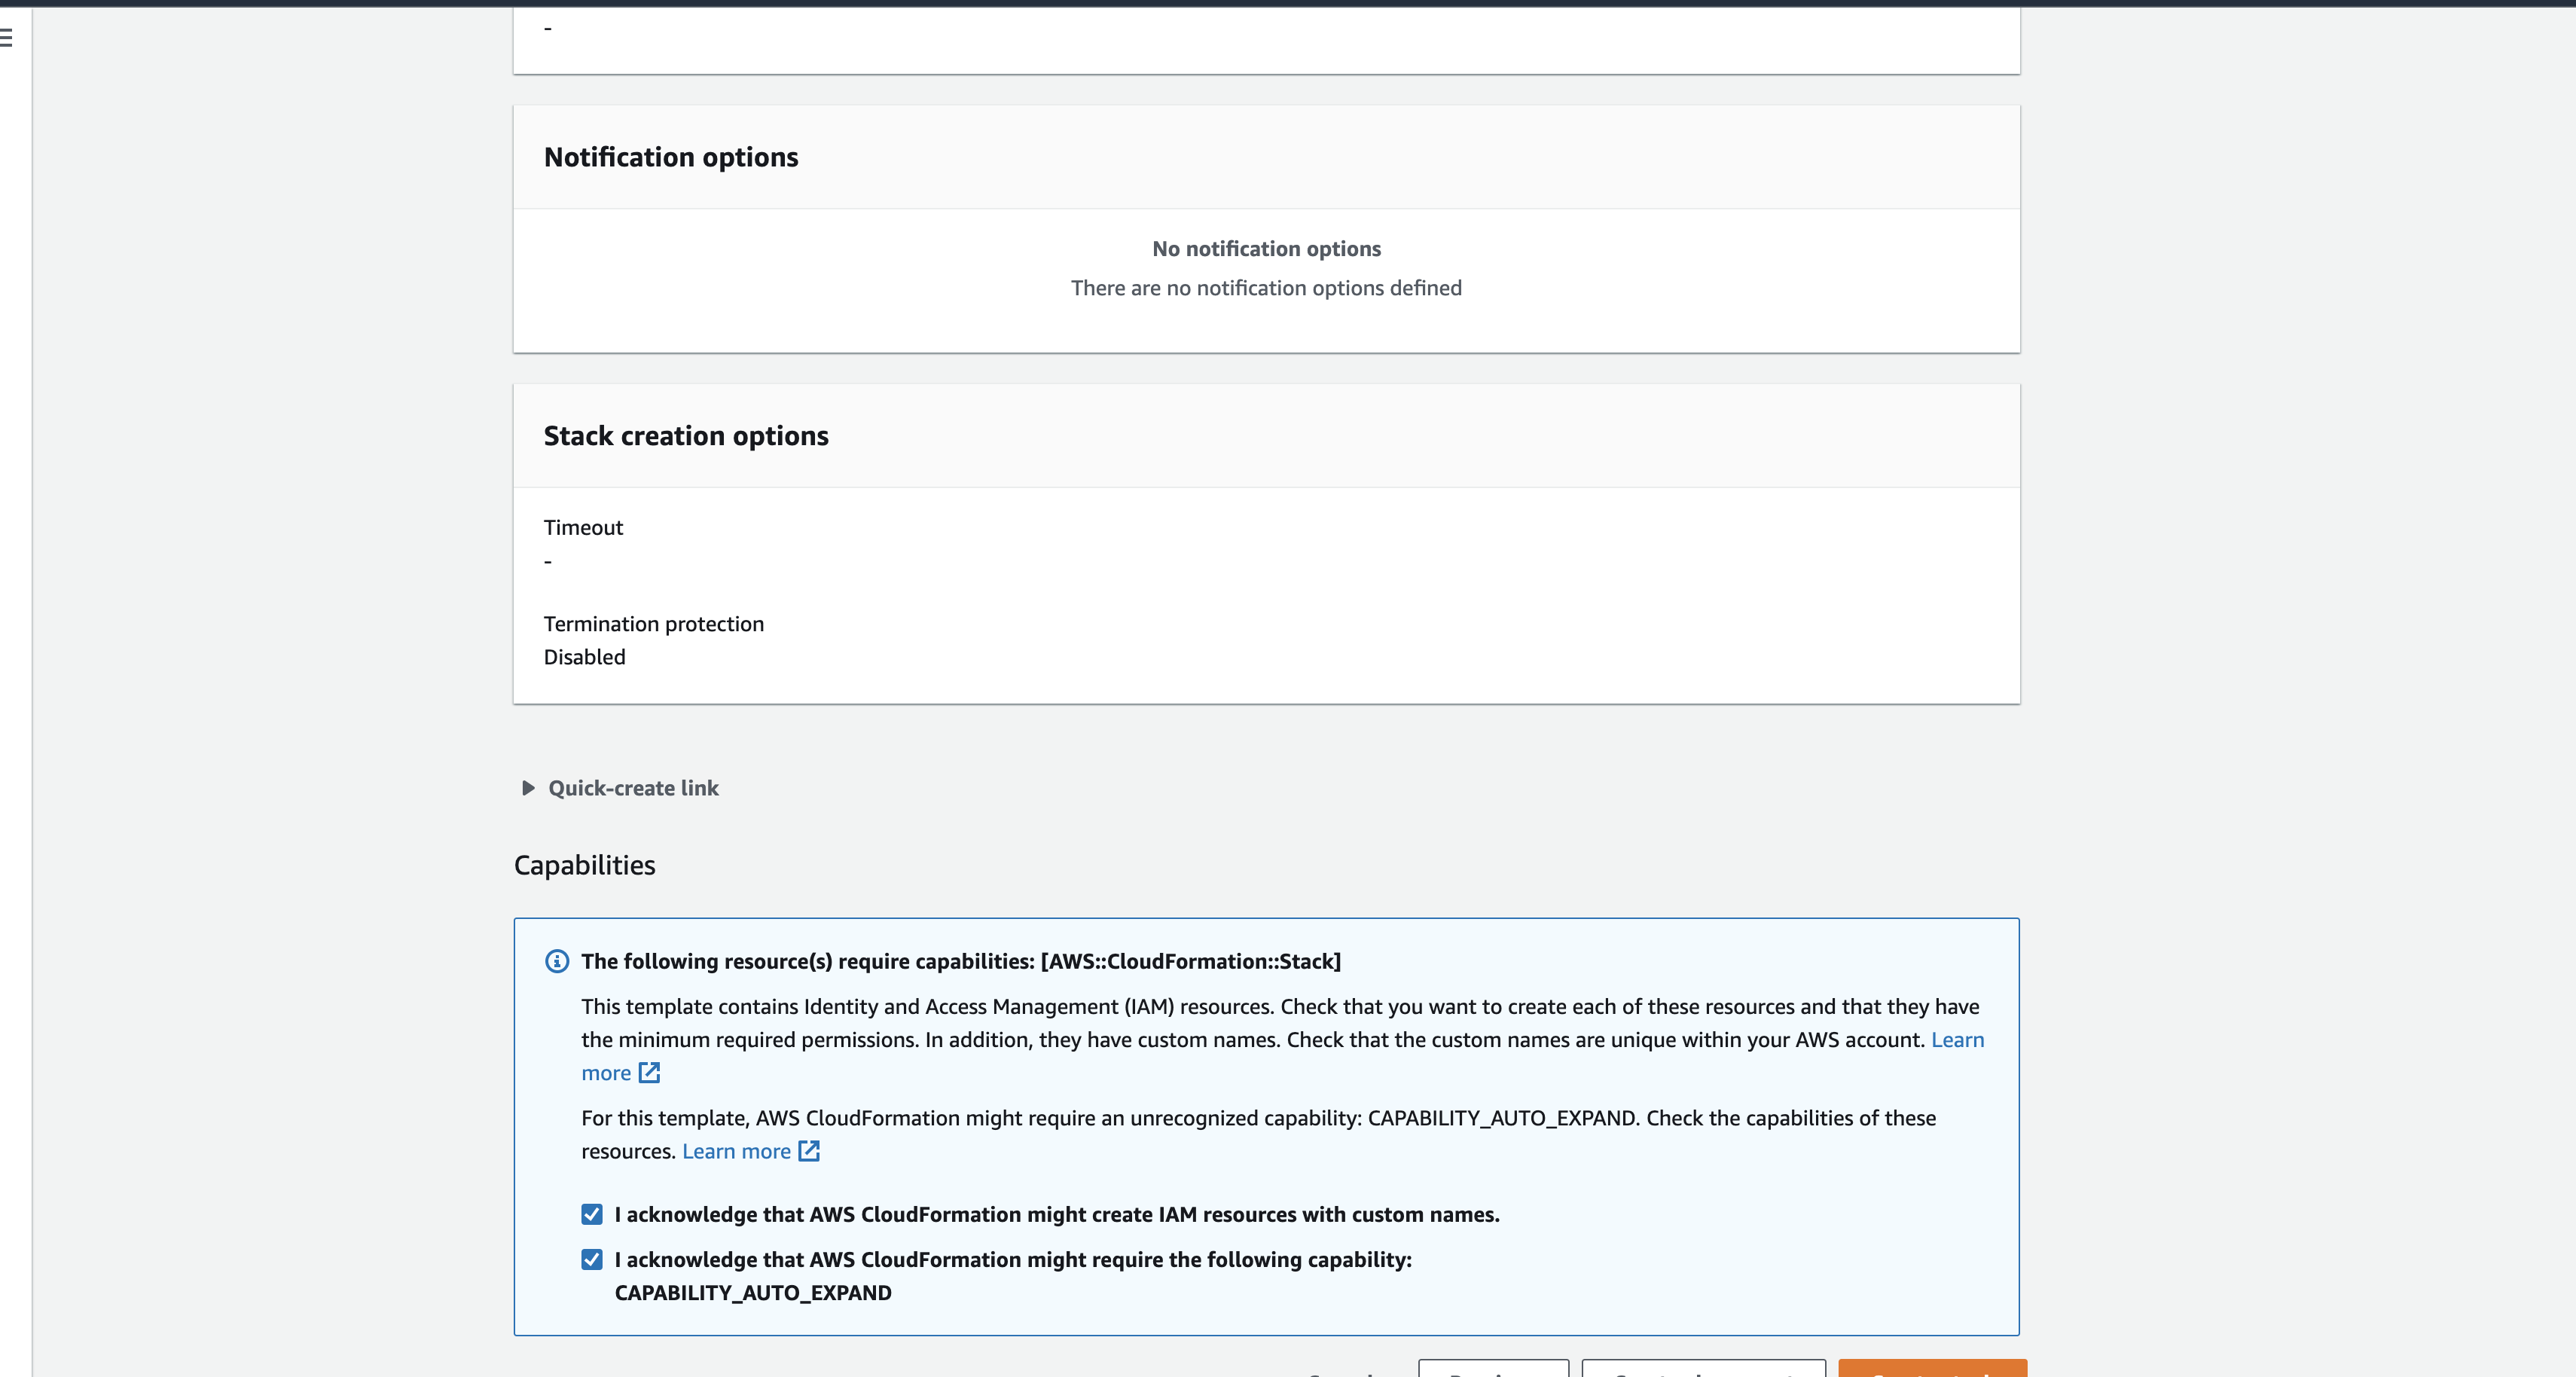 -
Notification options
No notification options
There are no notification options defined
Stack creation options
Timeout
-
Termination protection
Disabled
Quick-create link
Capabilities
The following resource(s) require capabilities: [AWS::CloudFormation::Stack]
This template contains Identity and Access Management (IAM) resources. Check that you want to create each of these resources and that they have
the minimum required permissions. In addition, they have custom names. Check that the custom names are unique within your AWS account. Learn
more
For this template, AWS CloudFormation might require an unrecognized capability: CAPABILITY_AUTO_EXPAND. Check the capabilities of these
resources. Learn more
I acknowledge that AWS CloudFormation might create IAM resources with custom names.
I acknowledge that AWS CloudFormation might require the following capability:
CAPABILITY_AUTO_EXPAND